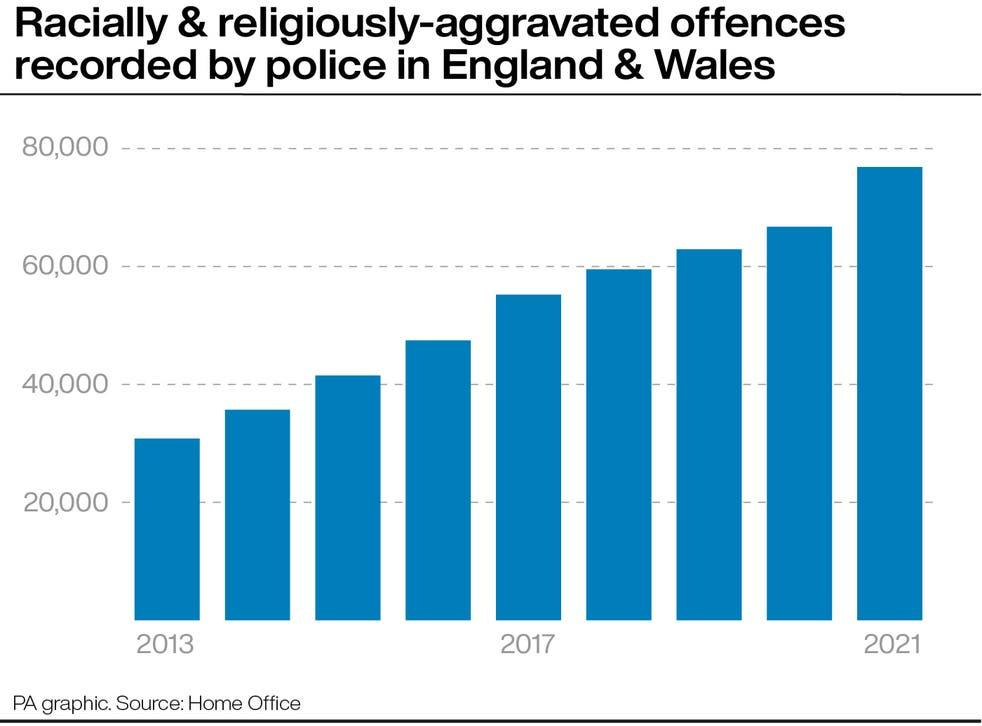 Racially & religiously-aggravated offences
recorded by police in England & Wales
80,000
60,000
40,000
20,000
2013 2017 2021
PA graphic. Source: Home Office